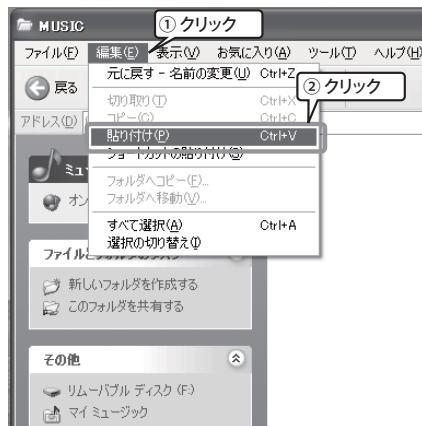 MUSIC
① クリック
ファイル(F) 編集(E) 表示(V) お気に入り(A) ツール(T) ヘルプ(H)
元に戻す - 名前の変更(U) Ctrl+Z
② クリック
戻る
切り取り(T) Ctrl+X
コピー(C) Ctrl+C
アドレス(D)
貼り付け(P) Ctrl+V
ショートカットの貼り付け(S)
フォルダへコピー(F)...
フォルダへ移動(V)...
すべて選択(A) Ctrl+A
選択の切り替え(I)
ファイルとフォルダのタスク
新しいフォルダを作成する
このフォルダを共有する
その他
リムーバブル ディスク (F:)
マイ ミュージック